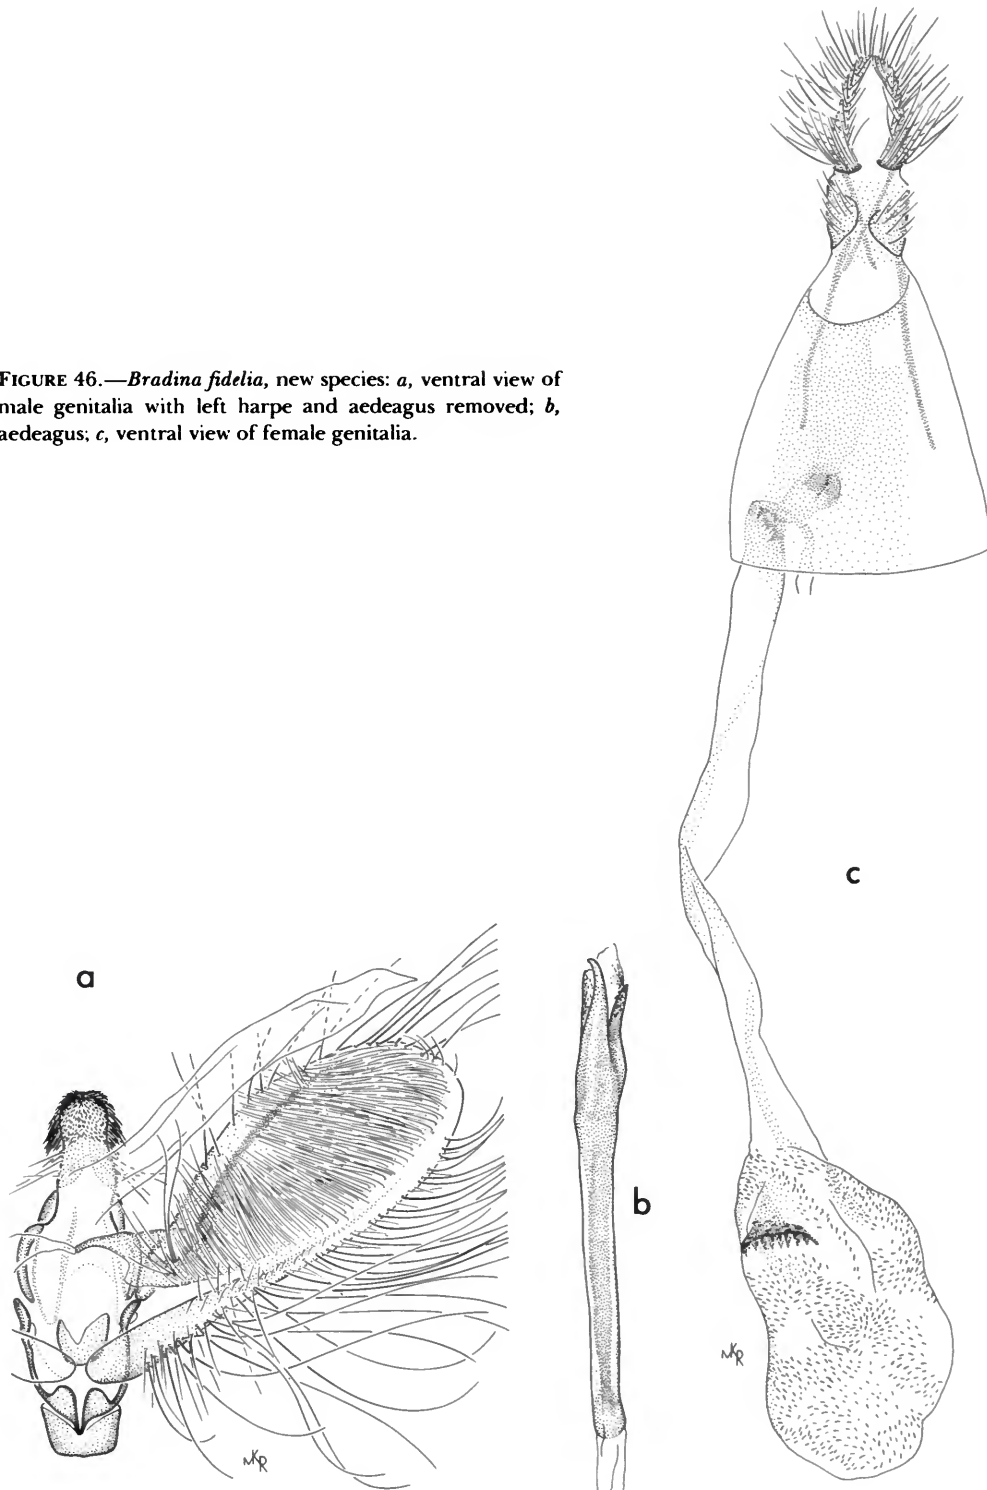 FIGURE 46.—Bradina fidelia, new species: a, ventral view of
male genitalia with left harpe and aedeagus removed; b,
aedeagus; c, ventral view of female genitalia.
c
a
b
MKR
MKR